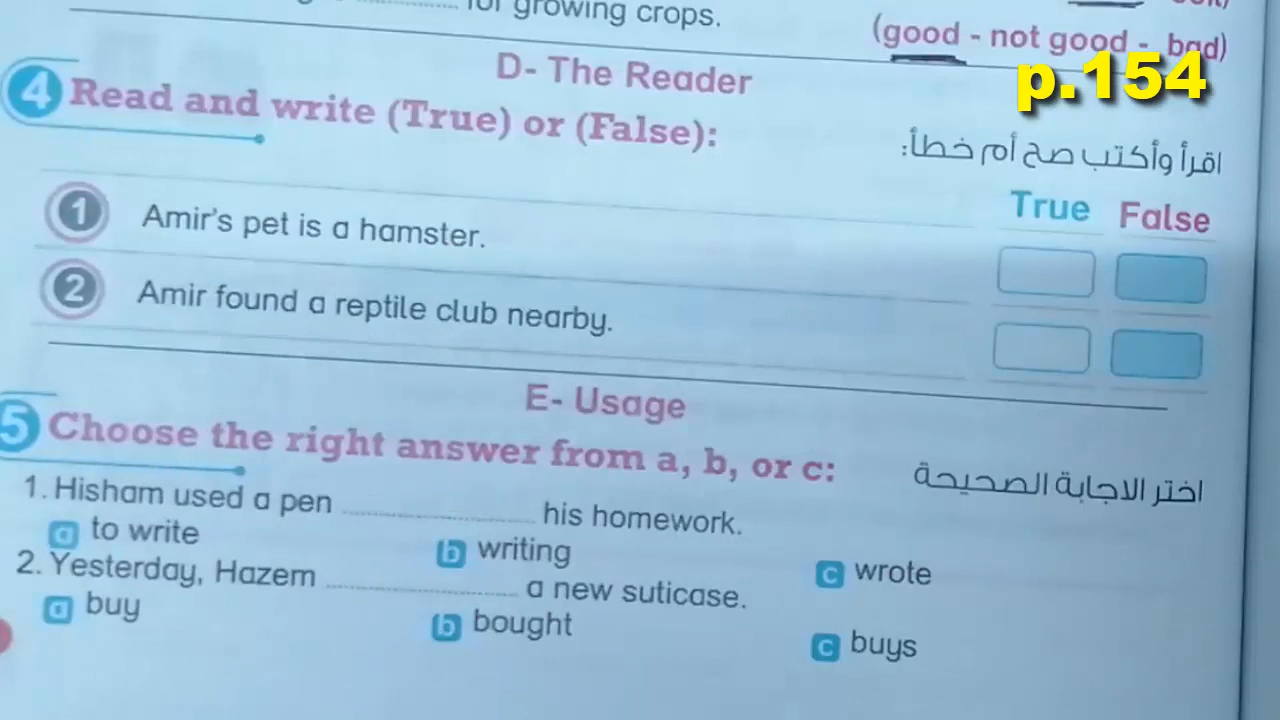 for growing crops.
(good - not good - bad)
p.154
D- The Reader
4 Read and write (True) or (False):
اقرأ وأكتب صح أم خطأ:
True False
1 Amir's pet is a hamster.
2 Amir found a reptile club nearby.
E- Usage
5 Choose the right answer from a, b, or c:
اختر الاجابة الصحيحة
1. Hisham used a pen ............ his homework.
a to write b writing c wrote
2. Yesterday, Hazem ............ a new suticase.
a buy b bought c buys